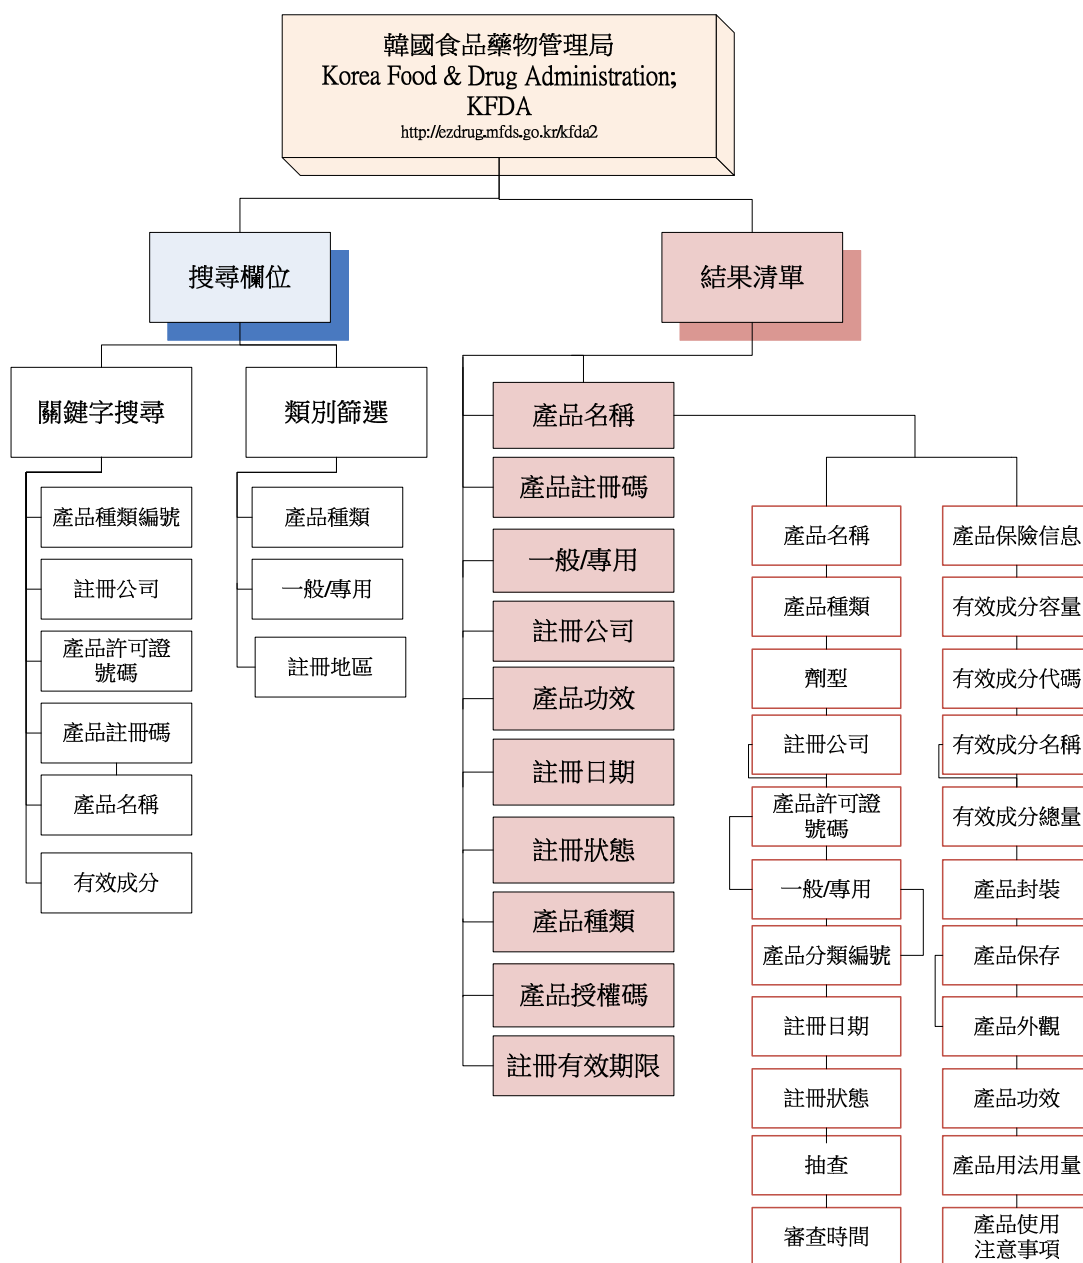 韓國食品藥物管理局
Korea Food & Drug Administration;
KFDA
http://ezdrug.mfds.go.kr/kfda2
搜尋欄位
結果清單
關鍵字搜尋
類別篩選
產品種類編號
註冊公司
產品許可證
號碼
產品註冊碼
產品名稱
有效成分
產品種類
一般/專用
註冊地區
產品名稱
產品註冊碼
一般/專用
註冊公司
產品功效
註冊日期
註冊狀態
產品種類
產品授權碼
註冊有效期限
產品名稱
產品種類
劑型
註冊公司
產品許可證
號碼
一般/專用
產品分類編號
註冊日期
註冊狀態
抽查
審查時間
產品保險信息
有效成分容量
有效成分代碼
有效成分名稱
有效成分總量
產品封裝
產品保存
產品外觀
產品功效
產品用法用量
產品使用
注意事項